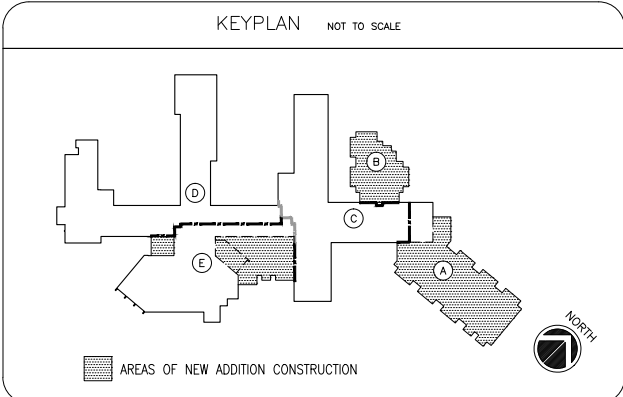 KEYPLAN NOT TO SCALE
B
D
C
E
A
NORTH
AREAS OF NEW ADDITION CONSTRUCTION